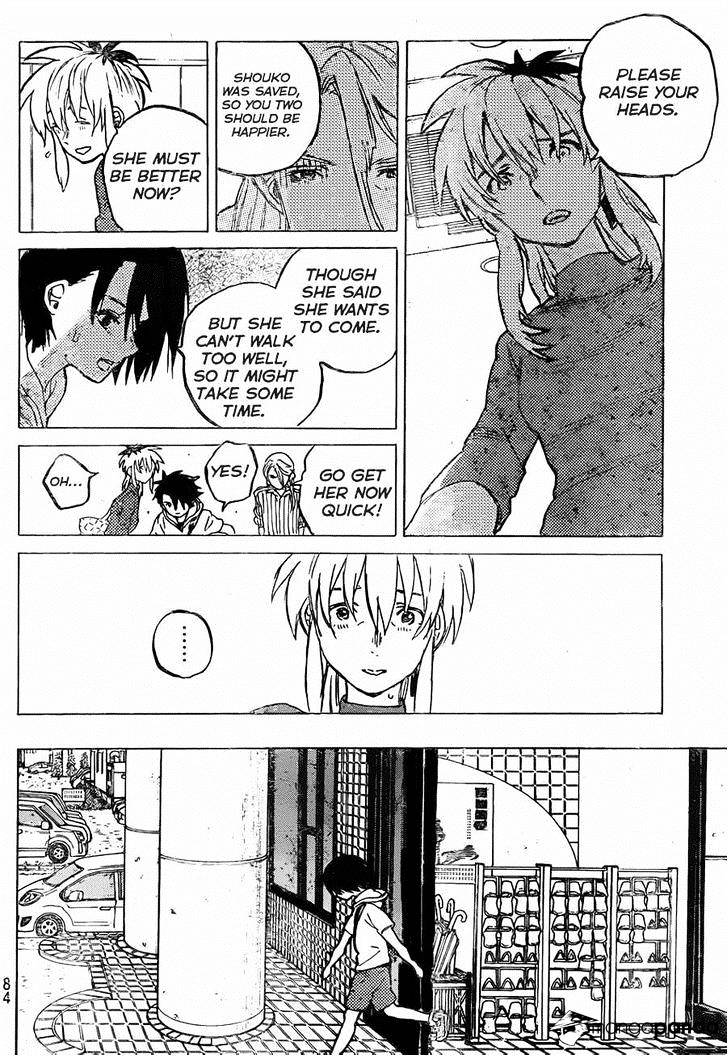 PLEASE
RAISE YOUR
HEADS.
SHOUKO
WAS SAVED,
SO YOU TWO
SHOULD BE
HAPPIER.
SHE MUST
BE BETTER
NOW?
THOUGH
SHE SAID
SHE WANTS
TO COME.
BUT SHE
CAN'T WALK
TOO WELL,
SO IT MIGHT
TAKE SOME
TIME.
GO GET
HER NOW
QUICK!
YES!
OH...
......
84